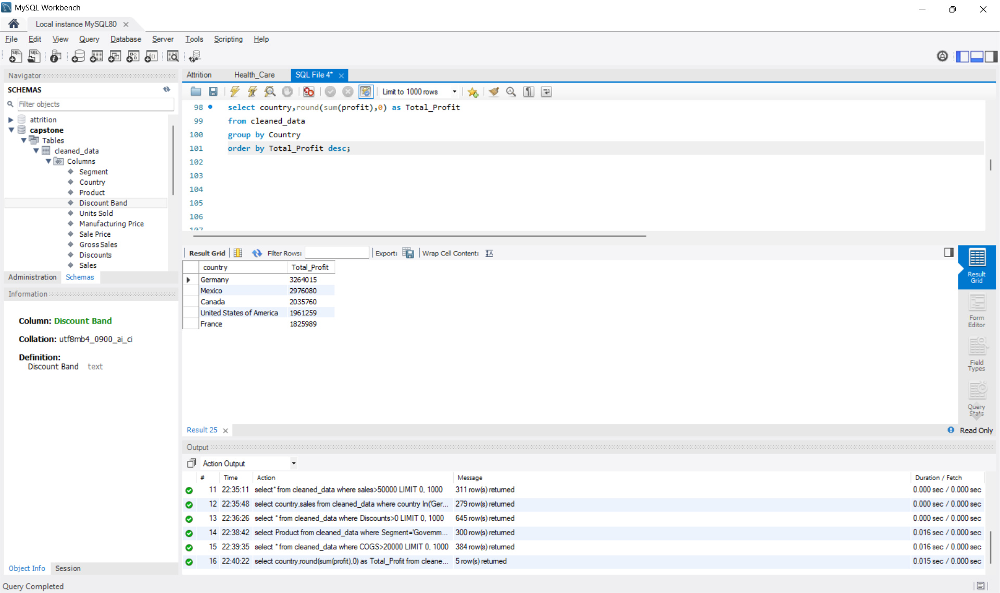 MySQL Workbench
Local instance MySQL80
File Edit View Query Database Server Tools Scripting Help
Navigator
SCHEMAS
Filter objects
attrition
capstone
Tables
cleaned_data
Columns
Segment
Country
Product
Discount Band
Units Sold
Manufacturing Price
Sale Price
Gross Sales
Discounts
Sales
Administration Schemas
Information
Column: Discount Band
Collation: utf8mb4_0900_ai_ci
Definition:
Discount Band text
Object Info Session
Attrition Health_Care SQL File 4*
Limit to 1000 rows
98 select country,round(sum(profit),0) as Total_Profit
99 from cleaned_data
100 group by Country
101 order by Total_Profit desc;
102
103
104
105
106
107
Result Grid Filter Rows: Export: Wrap Cell Content:
country Total_Profit
Germany 3264015
Mexico 2976080
Canada 2035760
United States of America 1961259
France 1825989
Result Grid
Form Editor
Field Types
Query Stats
Result 25 Read Only
Output
Action Output
# Time Action Message Duration / Fetch
11 22:35:11 select* from cleaned_data where sales>50000 LIMIT 0, 1000 311 row(s) returned 0.000 sec / 0.000 sec
12 22:35:48 select country,sales from cleaned_data where country In('Ger... 279 row(s) returned 0.000 sec / 0.000 sec
13 22:36:26 select * from cleaned_data where Discounts>0 LIMIT 0, 1000 645 row(s) returned 0.000 sec / 0.000 sec
14 22:38:42 select Product from cleaned_data where Segment='Governm... 300 row(s) returned 0.016 sec / 0.000 sec
15 22:39:35 select * from cleaned_data where COGS>20000 LIMIT 0, 1000 384 row(s) returned 0.016 sec / 0.000 sec
16 22:40:22 select country,round(sum(profit),0) as Total_Profit from cleane... 5 row(s) returned 0.015 sec / 0.000 sec
Query Completed